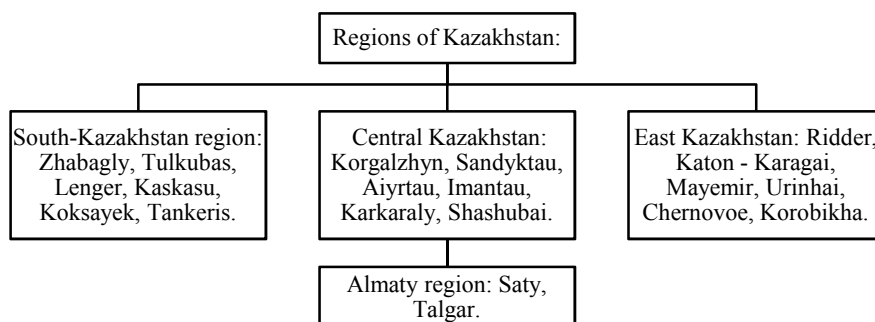 Regions of Kazakhstan:
South-Kazakhstan region:
Zhabagly, Tulkubas,
Lenger, Kaskasu,
Koksayek, Tankeris.
Central Kazakhstan:
Korgalzhyn, Sandyktau,
Aiyrtau, Imantau,
Karkaraly, Shashubai.
East Kazakhstan: Ridder,
Katon - Karagai,
Mayemir, Urinhai,
Chernovoe, Korobikha.
Almaty region: Saty,
Talgar.